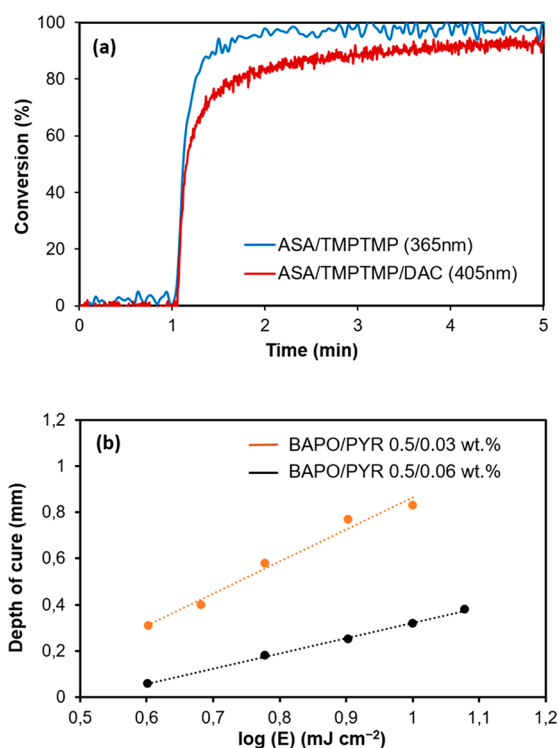 (a)
100
80
60
40
20
0
Conversion (%)
ASA/TMPTMP (365nm)
ASA/TMPTMP/DAC (405nm)
0 1 2 3 4 5
Time (min)
(b)
1,2
1
0,8
0,6
0,4
0,2
0
Depth of cure (mm)
BAPO/PYR 0.5/0.03 wt.%
BAPO/PYR 0.5/0.06 wt.%
0,5 0,6 0,7 0,8 0,9 1 1,1 1,2
log (E) (mJ cm⁻²)